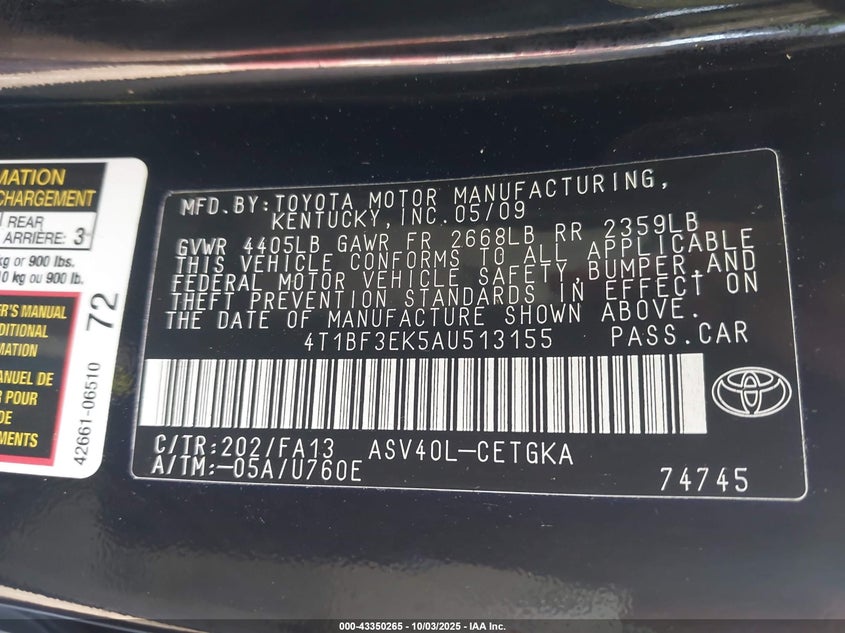 MATION
CHARGEMENT
REAR
ARRIÈRE: 3
kg or 900 lbs.
0 kg ou 900 lb.
R'S MANUAL
DITIONAL
MATION
ANUEL DE
R POUR
DE
EMENTS
42661-06510 72
MFD.BY:TOYOTA MOTOR MANUFACTURING,
KENTUCKY, INC.05/09
GVWR 4405LB GAWR FR 2668LB RR 2359LB
THIS VEHICLE CONFORMS TO ALL APPLICABLE
FEDERAL MOTOR VEHICLE SAFETY,BUMPER,AND
THEFT PREVENTION STANDARDS IN EFFECT ON
THE DATE OF MANUFACTURE SHOWN ABOVE.
4T1BF3EK5AU513155 PASS.CAR
C/TR:202/FA13 ASV40L-CETGKA
A/TM:-05A/U760E
74745
000-43350265 - 10/03/2025 - IAA Inc.